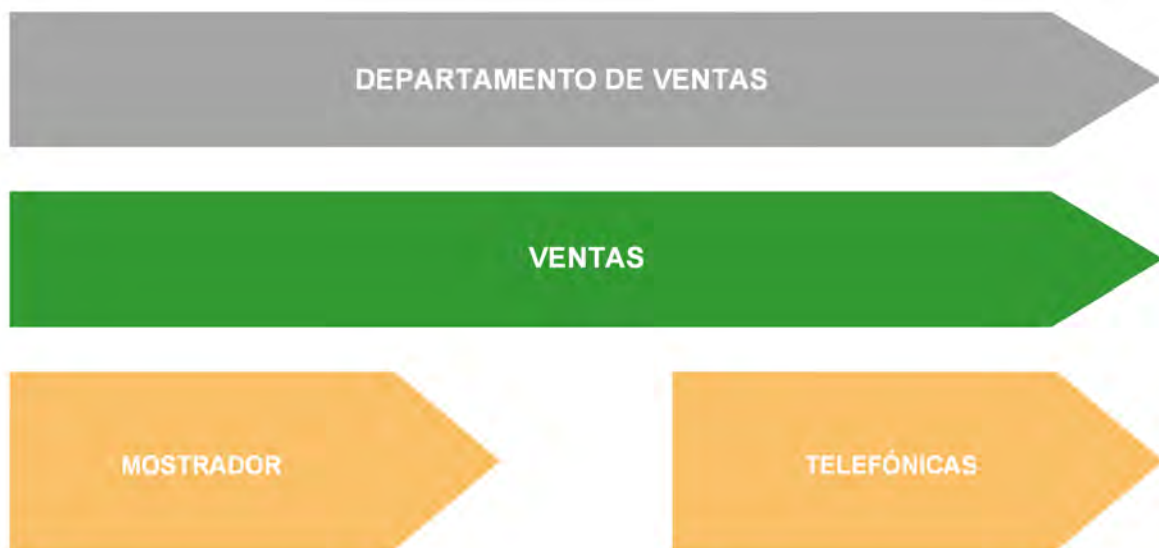 DEPARTAMENTO DE VENTAS
VENTAS
MOSTRADOR
TELEFÓNICAS